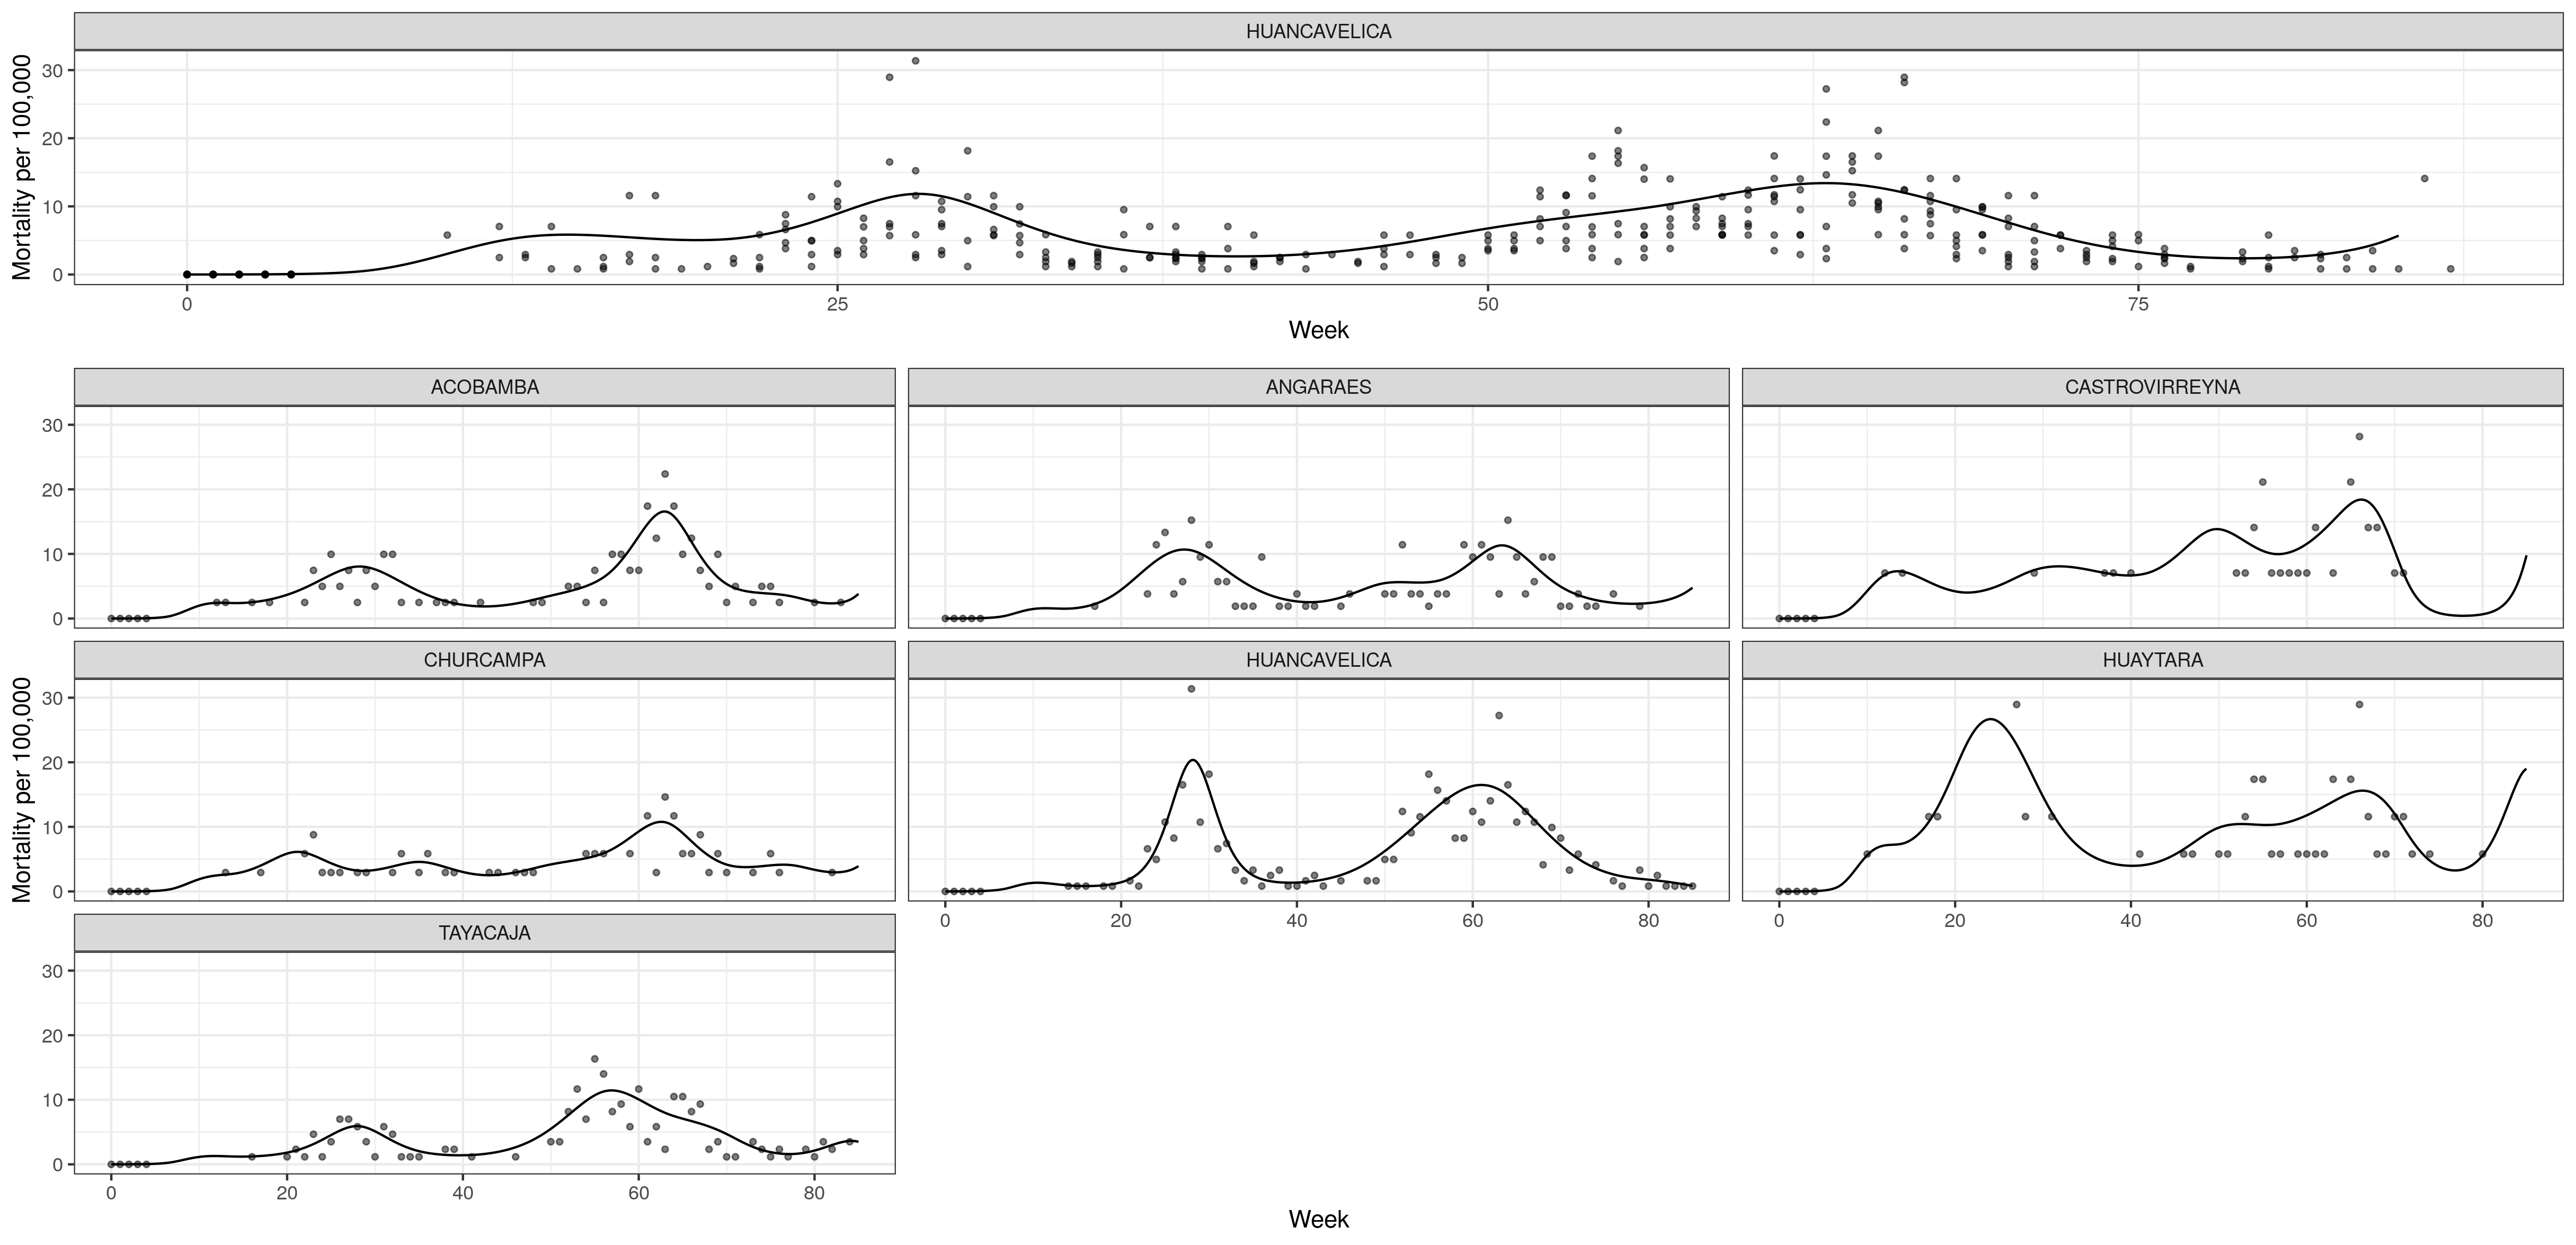 HUANCAVELICA
Mortality per 100,000
30
20
10
0
0 25 50 75
Week
ACOBAMBA ANGARAES CASTROVIRREYNA
30
20
10
0
CHURCAMPA HUANCAVELICA HUAYTARA
Mortality per 100,000
30
20
10
0
0 20 40 60 80 0 20 40 60 80
TAYACAJA
30
20
10
0
0 20 40 60 80
Week